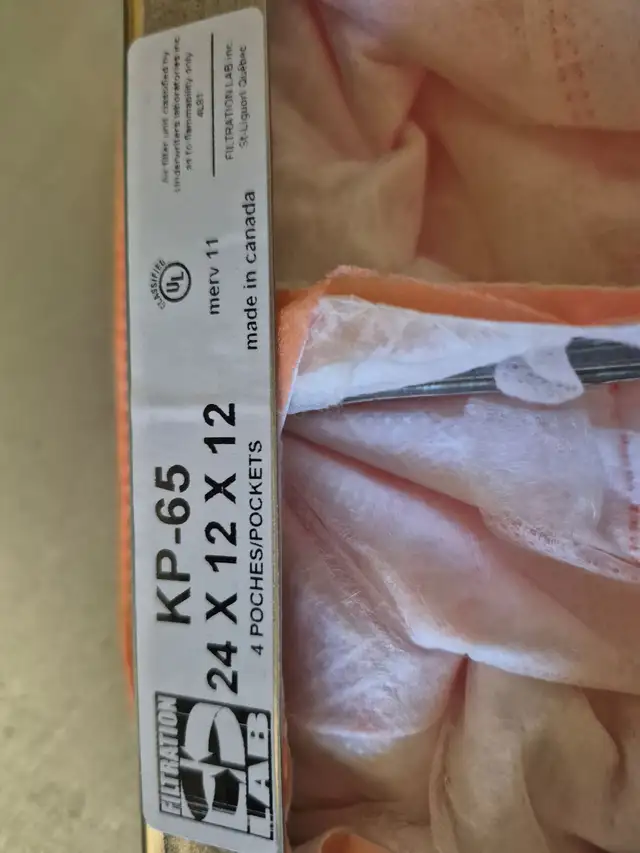 FILTRATION
LAB
KP-65
24 X 12 X 12
4 POCHES/POCKETS
CLASSIFIED
UL
merv 11
made in canada
Air filter unit classified by
Underwriters laboratories inc.
as to flammability only
4L91
FILTRATION LAB inc.
St-Liguori Québec